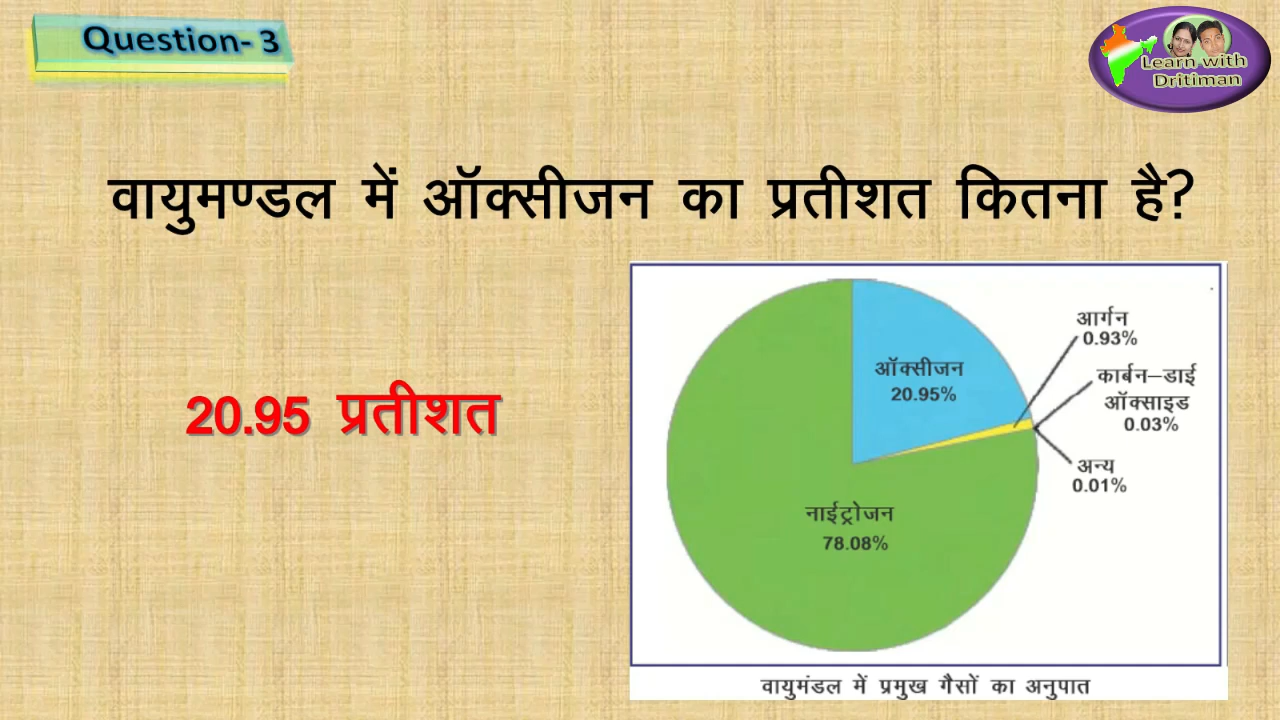 Question- 3
Learn with
Dritiman
वायुमण्डल में ऑक्सीजन का प्रतीशत कितना है?
20.95 प्रतीशत
आर्गन
0.93%
ऑक्सीजन
20.95%
कार्बन–डाई
ऑक्साइड
0.03%
अन्य
0.01%
नाईट्रोजन
78.08%
वायुमंडल में प्रमुख गैसों का अनुपात